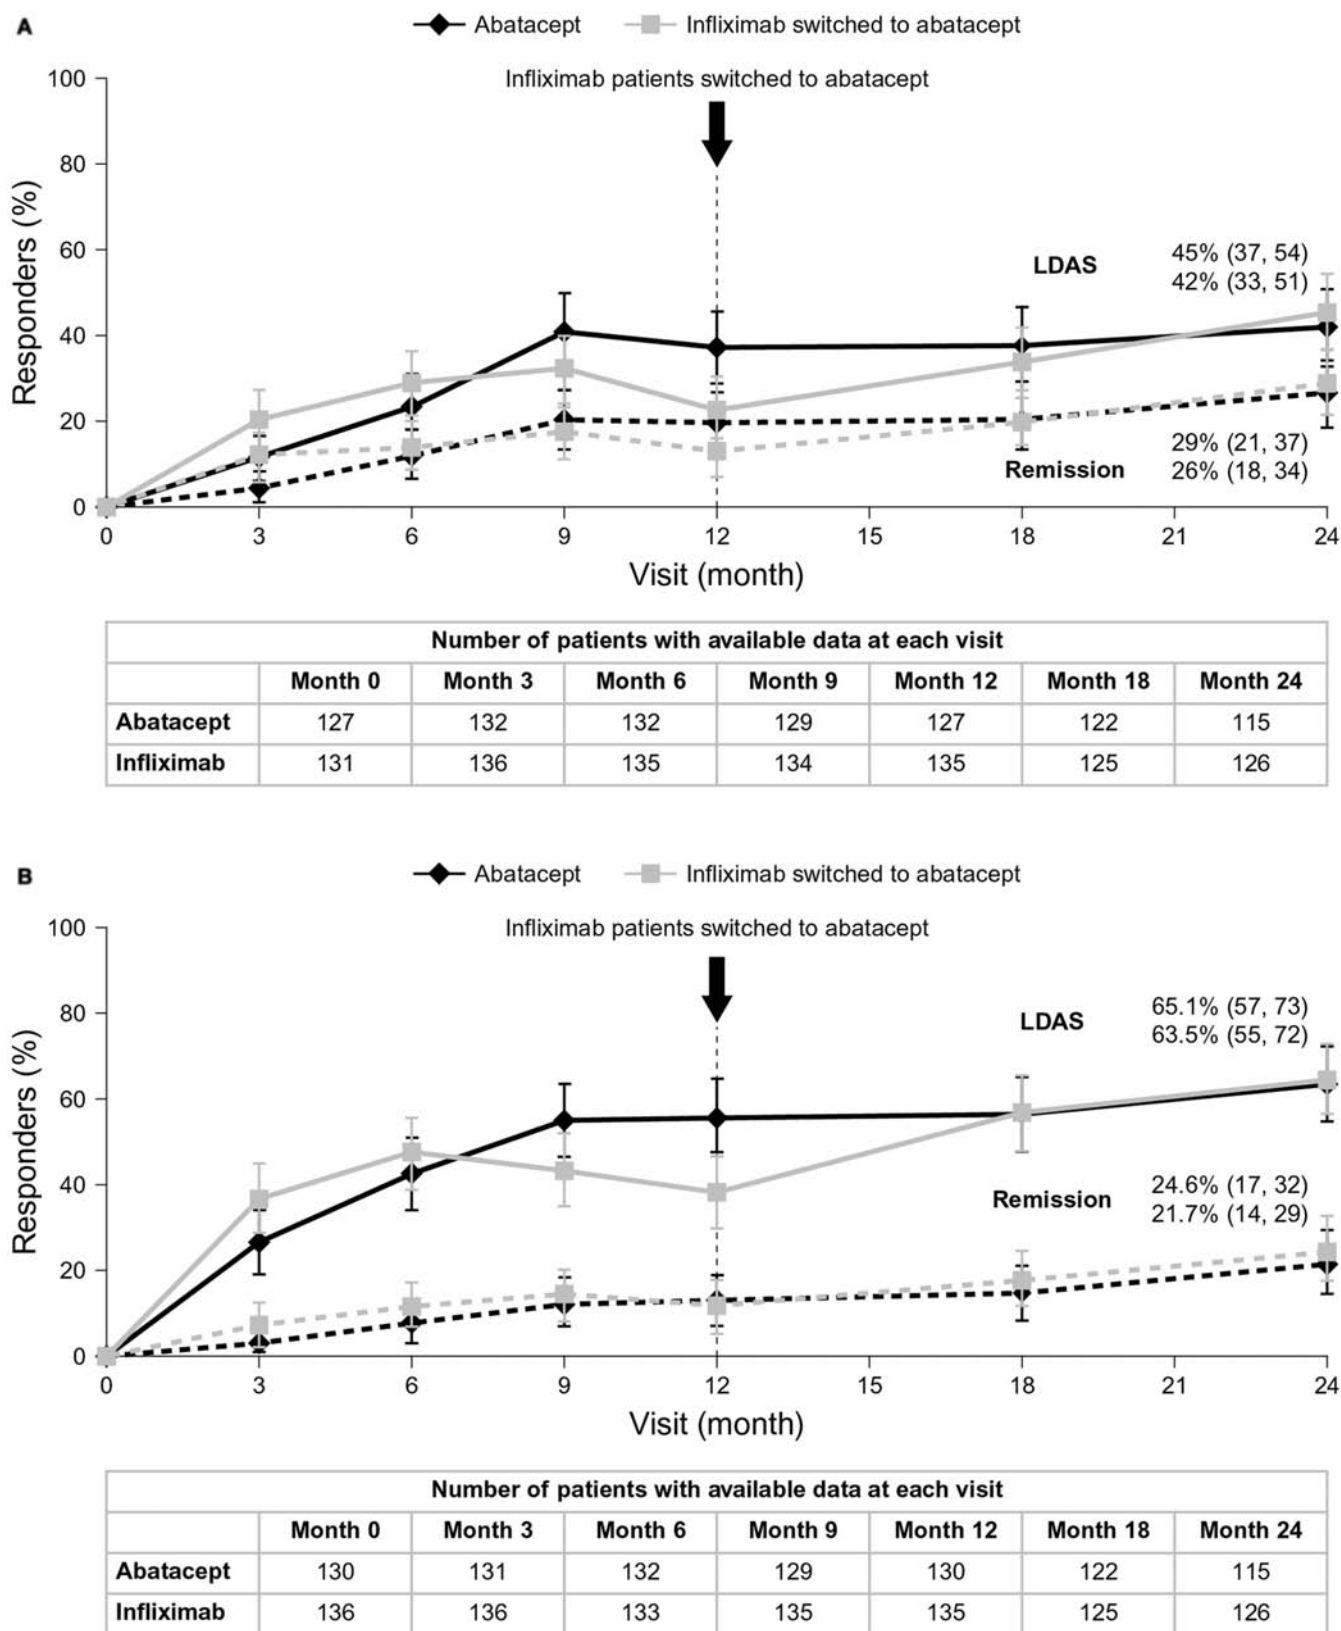 A
Abatacept
Infliximab switched to abatacept
Infliximab patients switched to abatacept
Responders (%)
100
80
60
40
20
0
LDAS
45% (37, 54)
42% (33, 51)
Remission
29% (21, 37)
26% (18, 34)
0 3 6 9 12 15 18 21 24
Visit (month)
Number of patients with available data at each visit
Month 0 Month 3 Month 6 Month 9 Month 12 Month 18 Month 24
Abatacept 127 132 132 129 127 122 115
Infliximab 131 136 135 134 135 125 126
B
Abatacept
Infliximab switched to abatacept
Infliximab patients switched to abatacept
Responders (%)
100
80
60
40
20
0
LDAS
65.1% (57, 73)
63.5% (55, 72)
Remission
24.6% (17, 32)
21.7% (14, 29)
0 3 6 9 12 15 18 21 24
Visit (month)
Number of patients with available data at each visit
Month 0 Month 3 Month 6 Month 9 Month 12 Month 18 Month 24
Abatacept 130 131 132 129 130 122 115
Infliximab 136 136 133 135 135 125 126